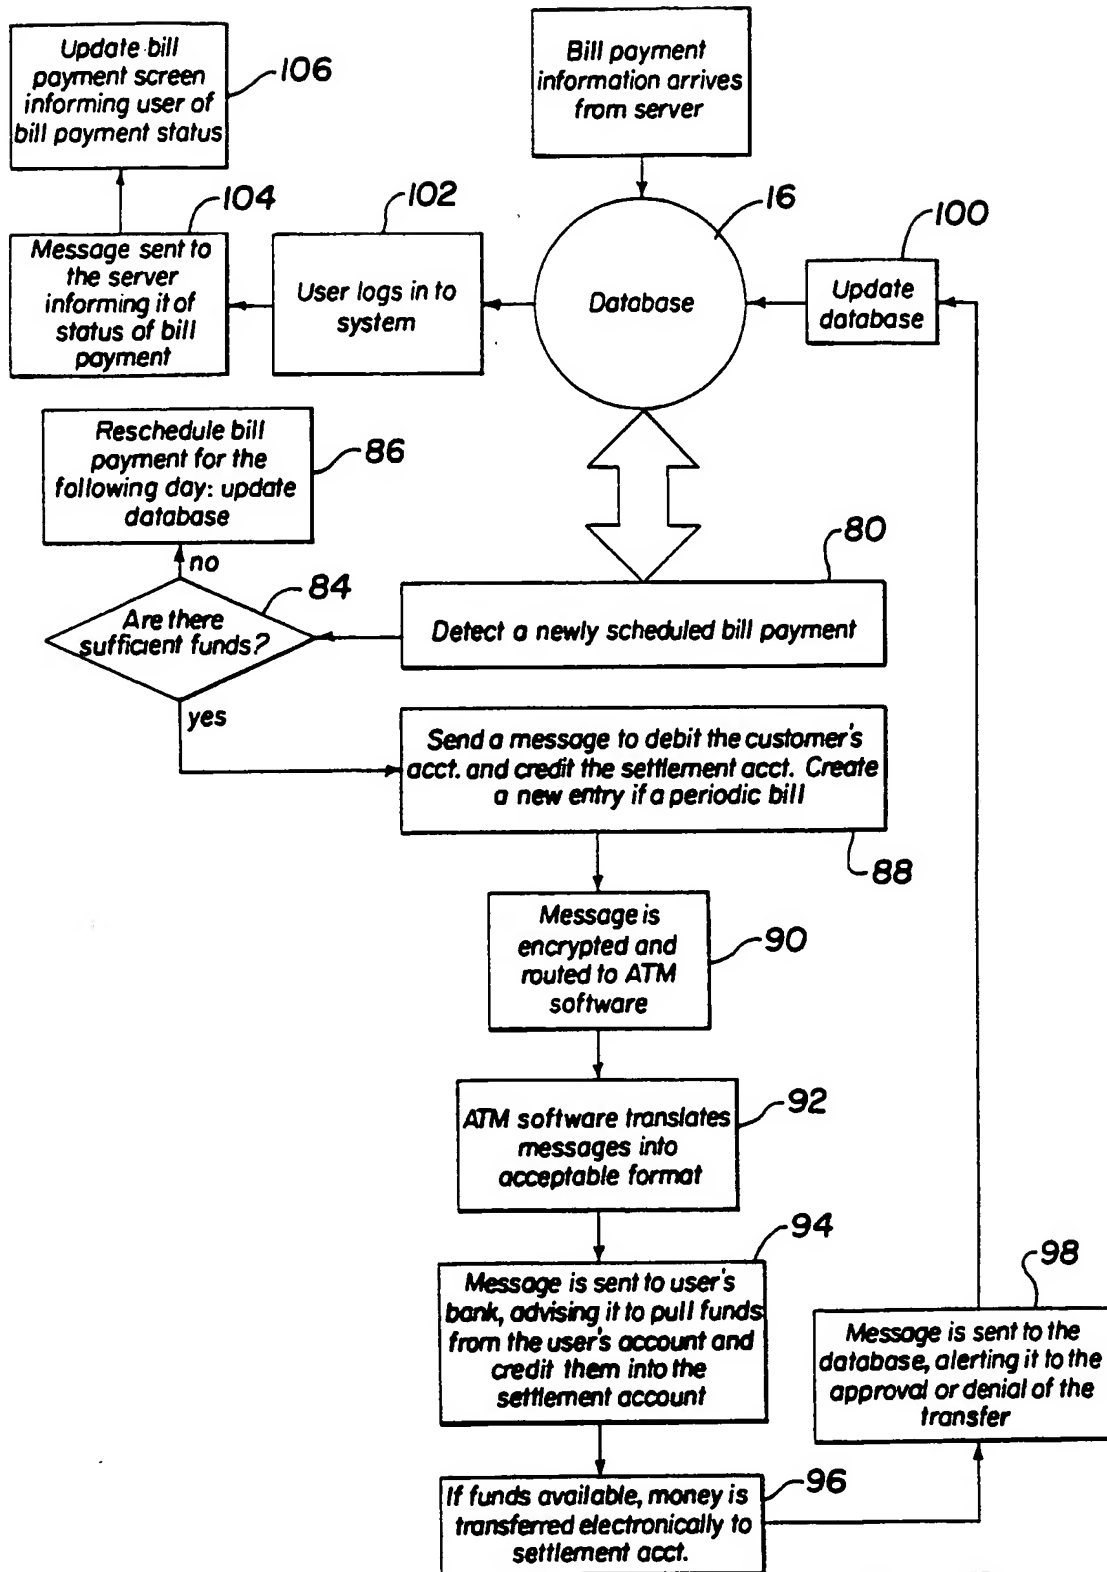 Update bill
payment screen
informing user of
bill payment status
106
Bill payment
information arrives
from server
104
102
16
100
Message sent to
the server
informing it of
status of bill
payment
User logs in to
system
Database
Update
database
Reschedule bill
payment for the
following day: update
database
86
no
84
Are there
sufficient funds?
yes
80
Detect a newly scheduled bill payment
Send a message to debit the customer's
acct. and credit the settlement acct. Create
a new entry if a periodic bill
88
Message is
encrypted and
routed to ATM
software
90
ATM software translates
messages into
acceptable format
92
94
Message is sent to user's
bank, advising it to pull funds
from the user's account and
credit them into the
settlement account
98
Message is sent to the
database, alerting it to the
approval or denial of the
transfer
If funds available, money is
transferred electronically to
settlement acct.
96